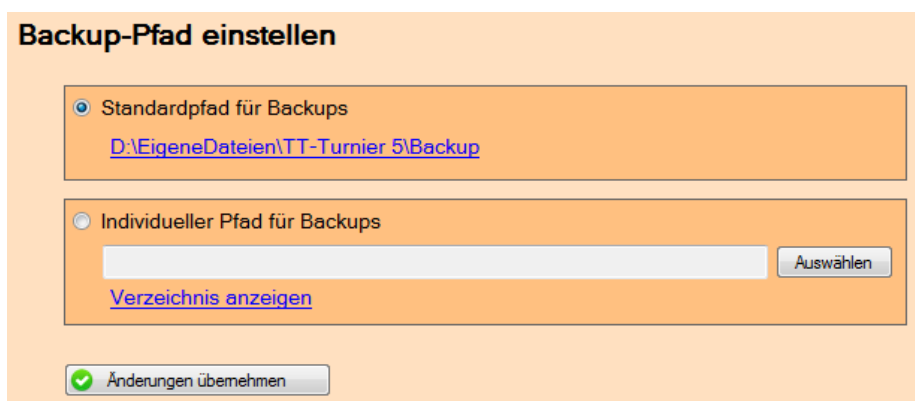 Backup-Pfad einstellen
Standardpfad für Backups
D:\EigeneDateien\TT-Turnier 5\Backup
Individueller Pfad für Backups
Auswählen
Verzeichnis anzeigen
Änderungen übernehmen